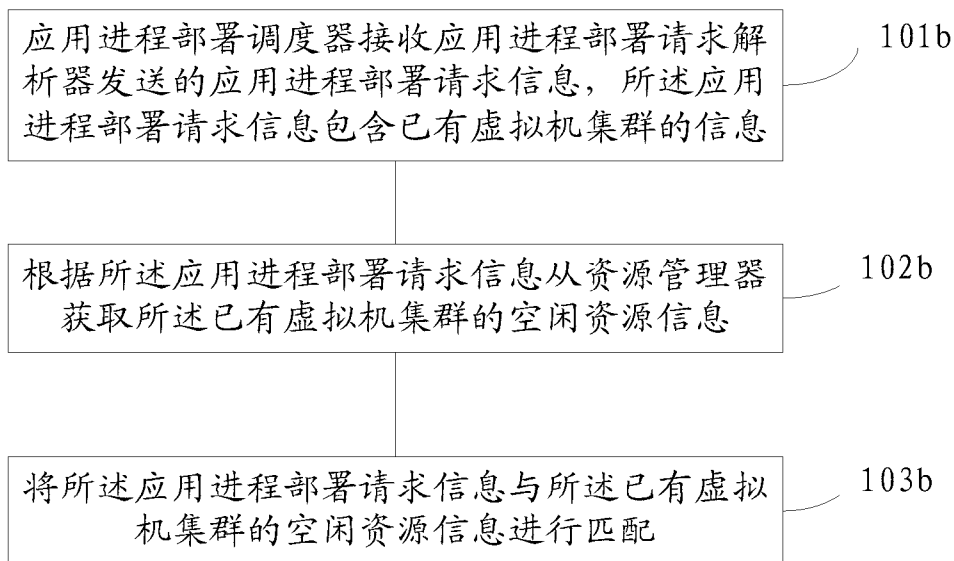 应用进程部署调度器接收应用进程部署请求解
析器发送的应用进程部署请求信息，所述应用
进程部署请求信息包含已有虚拟机集群的信息
101b
根据所述应用进程部署请求信息从资源管理器
获取所述已有虚拟机集群的空闲资源信息
102b
将所述应用进程部署请求信息与所述已有虚拟
机集群的空闲资源信息进行匹配
103b